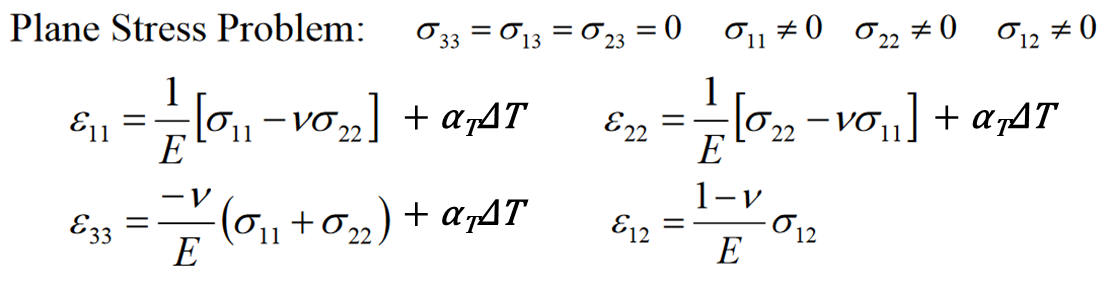 Plane Stress Problem: σ₃₃ = σ₁₃ = σ₂₃ = 0 σ₁₁ ≠ 0 σ₂₂ ≠ 0 σ₁₂ ≠ 0
ε₁₁ = 1/E [σ₁₁ − νσ₂₂] + α_TΔT ε₂₂ = 1/E [σ₂₂ − νσ₁₁] + α_TΔT
ε₃₃ = −ν/E (σ₁₁ + σ₂₂) + α_TΔT ε₁₂ = 1−ν/E σ₁₂